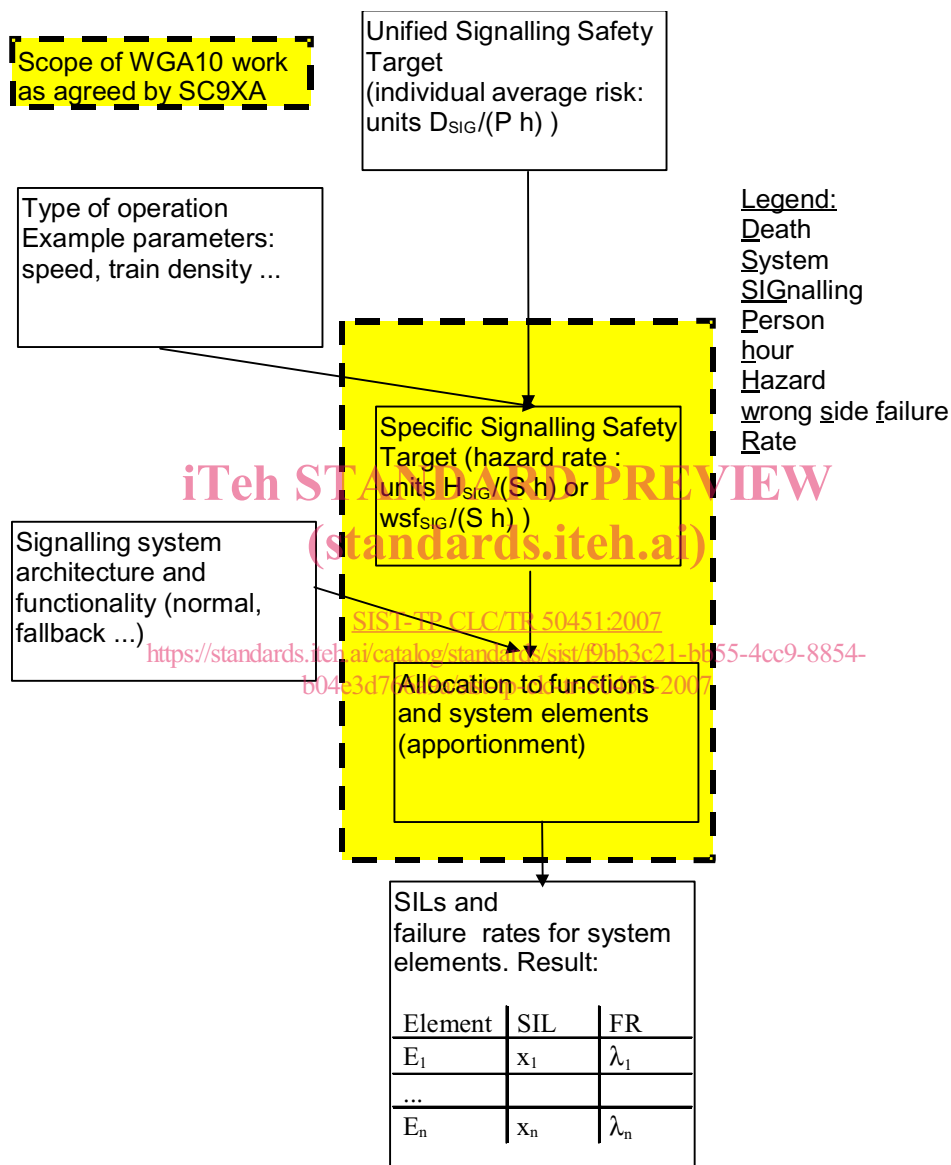 Scope of WGA10 work
as agreed by SC9XA
Unified Signalling Safety
Target
(individual average risk:
units D_SIG/(P h) )
Type of operation
Example parameters:
speed, train density ...
Legend:
Death
System
SIGnalling
Person
hour
Hazard
wrong side failure
Rate
Specific Signalling Safety
Target (hazard rate :
units H_SIG/(S h) or
wsf_SIG/(S h) )
iTeh STANDARD PREVIEW
(standards.iteh.ai)
Signalling system
architecture and
functionality (normal,
fallback ...)
SIST-TP CLC/TR 50451:2007
https://standards.iteh.ai/catalog/standards/sist/f9bb3c21-bb55-4cc9-8854-
Allocation to functions
and system elements
(apportionment)
SILs and
failure rates for system
elements. Result:
Element SIL FR
E₁ x₁ λ₁
...
Eₙ xₙ λₙ